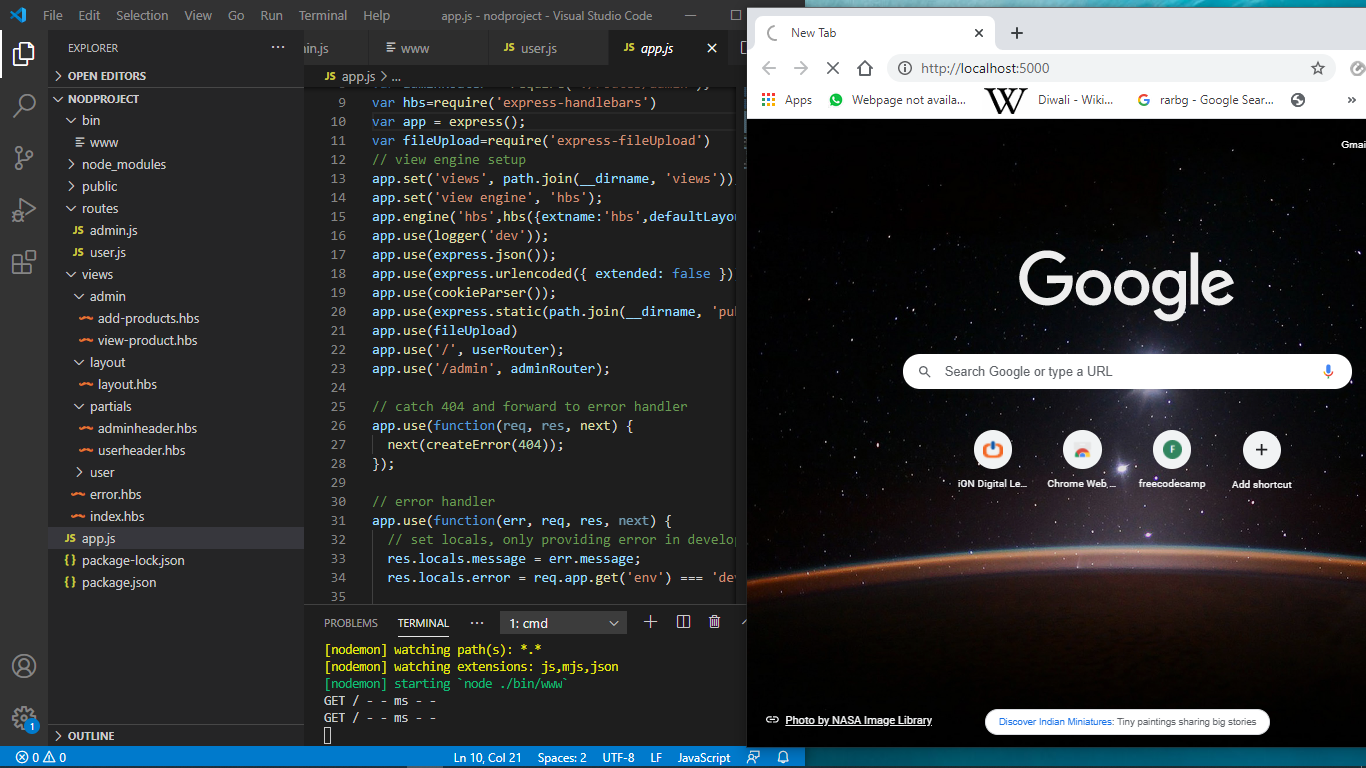 File Edit Selection View Go Run Terminal Help app.js - nodproject - Visual Studio Code
EXPLORER
OPEN EDITORS
NODPROJECT
bin
www
node_modules
public
routes
admin.js
user.js
views
admin
add-products.hbs
view-product.hbs
layout
layout.hbs
partials
adminheader.hbs
userheader.hbs
user
error.hbs
index.hbs
app.js
package-lock.json
package.json
OUTLINE
1
min.js www JS user.js JS app.js
JS app.js > ...
9 var hbs=require('express-handlebars')
10 var app = express();
11 var fileUpload=require('express-fileUpload')
12 // view engine setup
13 app.set('views', path.join(__dirname, 'views'));
14 app.set('view engine', 'hbs');
15 app.engine('hbs',hbs({extname:'hbs',defaultLayou
16 app.use(logger('dev'));
17 app.use(express.json());
18 app.use(express.urlencoded({ extended: false })
19 app.use(cookieParser());
20 app.use(express.static(path.join(__dirname, 'pu
21 app.use(fileUpload)
22 app.use('/', userRouter);
23 app.use('/admin', adminRouter);
24
25 // catch 404 and forward to error handler
26 app.use(function(req, res, next) {
27 next(createError(404));
28 });
29
30 // error handler
31 app.use(function(err, req, res, next) {
32 // set locals, only providing error in develop
33 res.locals.message = err.message;
34 res.locals.error = req.app.get('env') === 'dev
35
PROBLEMS TERMINAL ... 1: cmd
[nodemon] watching path(s): *.*
[nodemon] watching extensions: js,mjs,json
[nodemon] starting `node ./bin/www`
GET / - - ms - -
GET / - - ms - -
0 0 Ln 10, Col 21 Spaces: 2 UTF-8 LF JavaScript
New Tab
http://localhost:5000
Apps Webpage not availa... W Diwali - Wiki... G rarbg - Google Sear... »
Gmai
Google
Search Google or type a URL
iON Digital Le... Chrome Web ... F freecodecamp Add shortcut
Photo by NASA Image Library
Discover Indian Miniatures: Tiny paintings sharing big stories